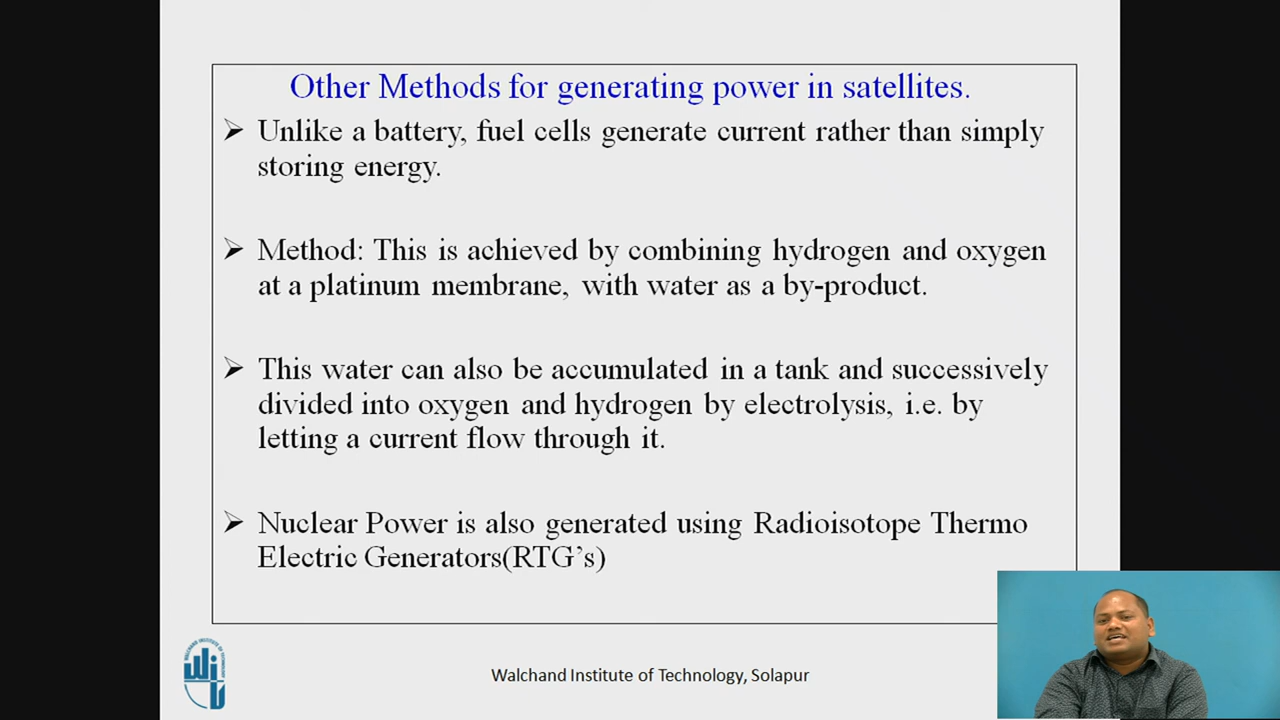 Other Methods for generating power in satellites.
Unlike a battery, fuel cells generate current rather than simply
storing energy.
Method: This is achieved by combining hydrogen and oxygen
at a platinum membrane, with water as a by-product.
This water can also be accumulated in a tank and successively
divided into oxygen and hydrogen by electrolysis, i.e. by
letting a current flow through it.
Nuclear Power is also generated using Radioisotope Thermo
Electric Generators(RTG’s)
Walchand Institute of Technology, Solapur